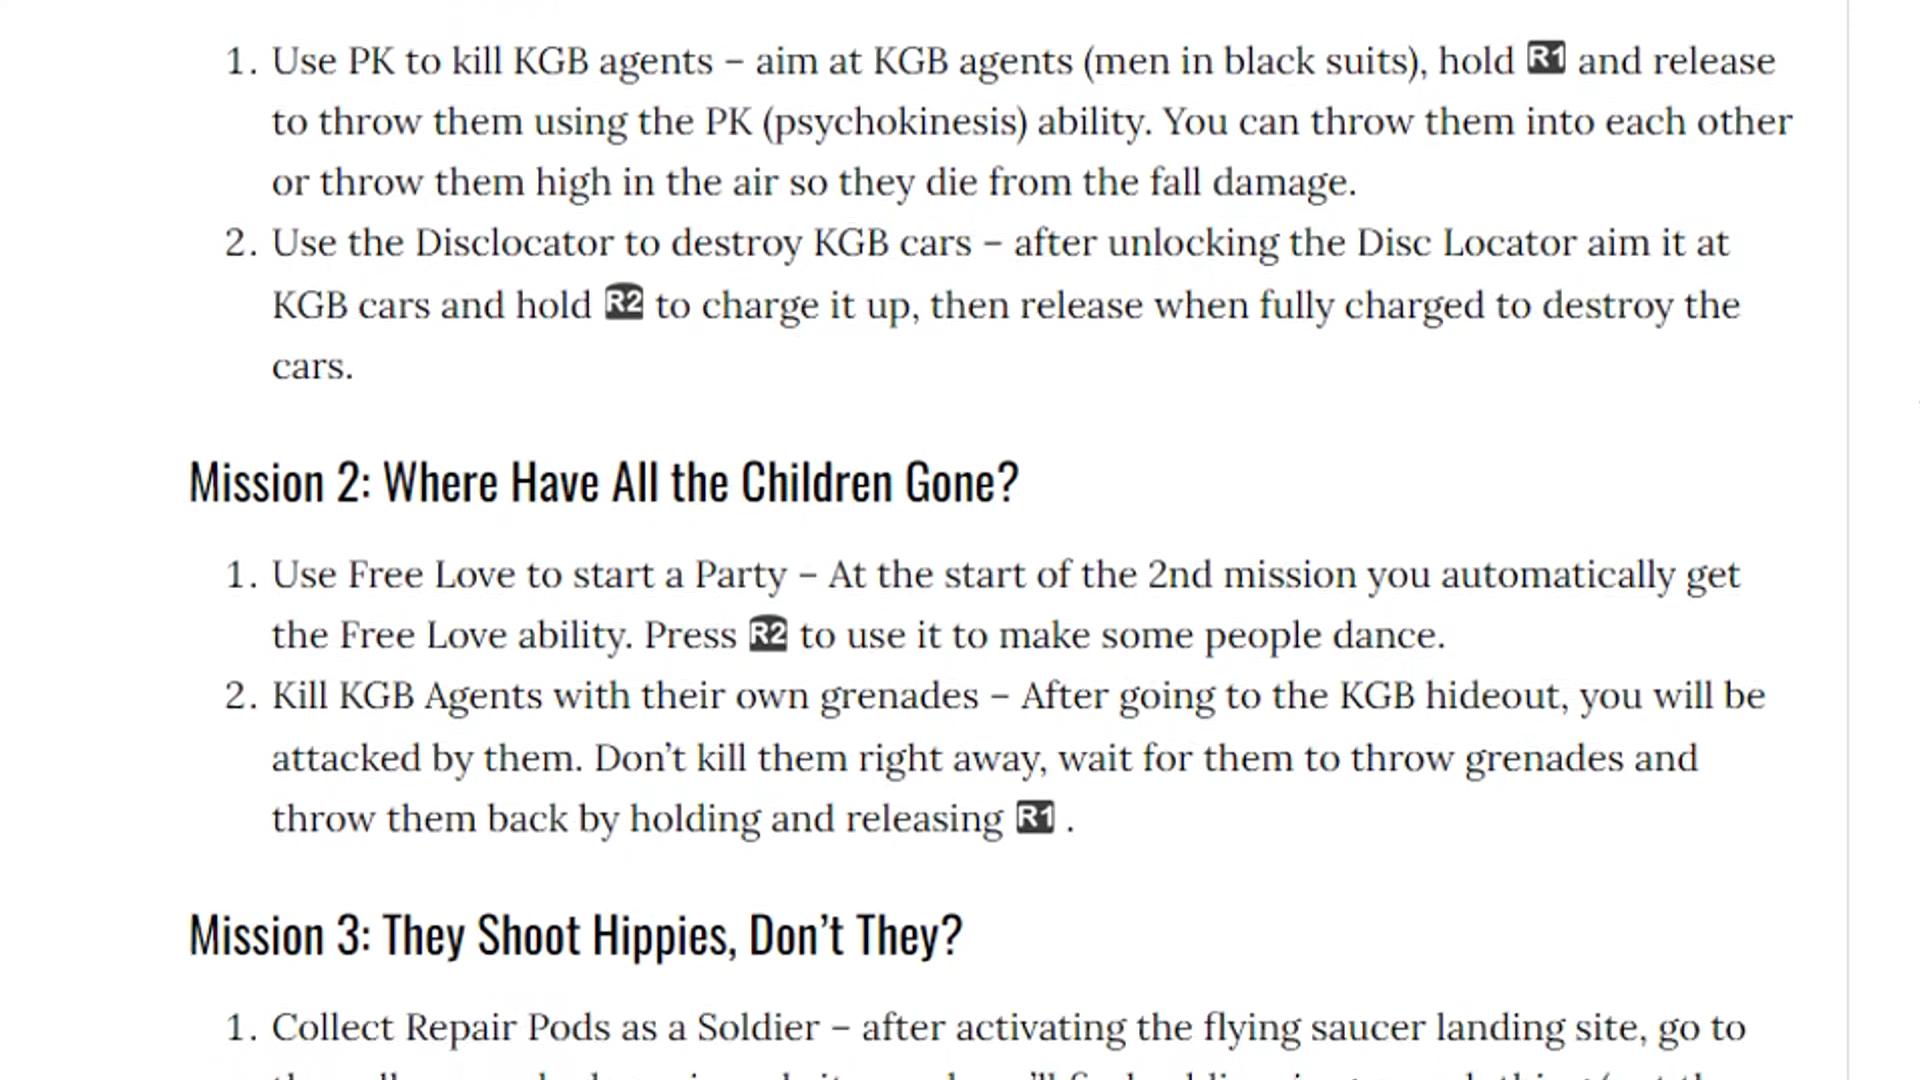 1. Use PK to kill KGB agents – aim at KGB agents (men in black suits), hold R1 and release
to throw them using the PK (psychokinesis) ability. You can throw them into each other
or throw them high in the air so they die from the fall damage.
2. Use the Disclocator to destroy KGB cars – after unlocking the Disc Locator aim it at
KGB cars and hold R2 to charge it up, then release when fully charged to destroy the
cars.
Mission 2: Where Have All the Children Gone?
1. Use Free Love to start a Party – At the start of the 2nd mission you automatically get
the Free Love ability. Press R2 to use it to make some people dance.
2. Kill KGB Agents with their own grenades – After going to the KGB hideout, you will be
attacked by them. Don’t kill them right away, wait for them to throw grenades and
throw them back by holding and releasing R1 .
Mission 3: They Shoot Hippies, Don’t They?
1. Collect Repair Pods as a Soldier – after activating the flying saucer landing site, go to